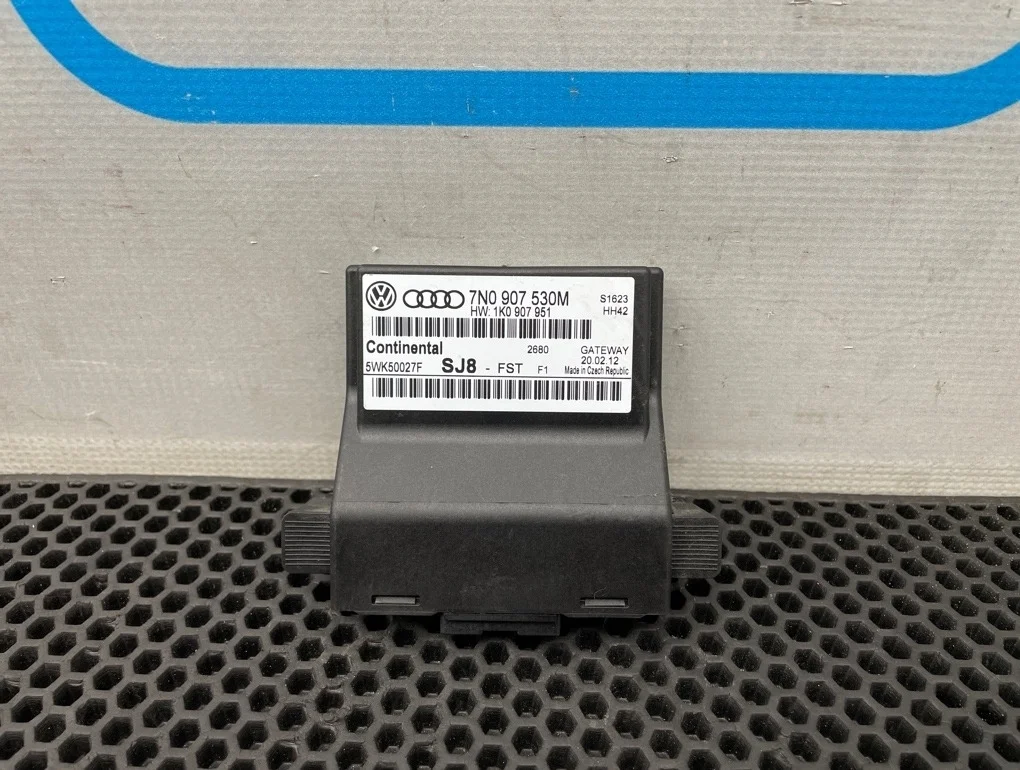 7N0 907 530M S1623
HW: 1K0 907 951 HH42
Continental 2680 GATEWAY
20.02.12
5WK50027F SJ8 - FST F1 Made in Czech Republic